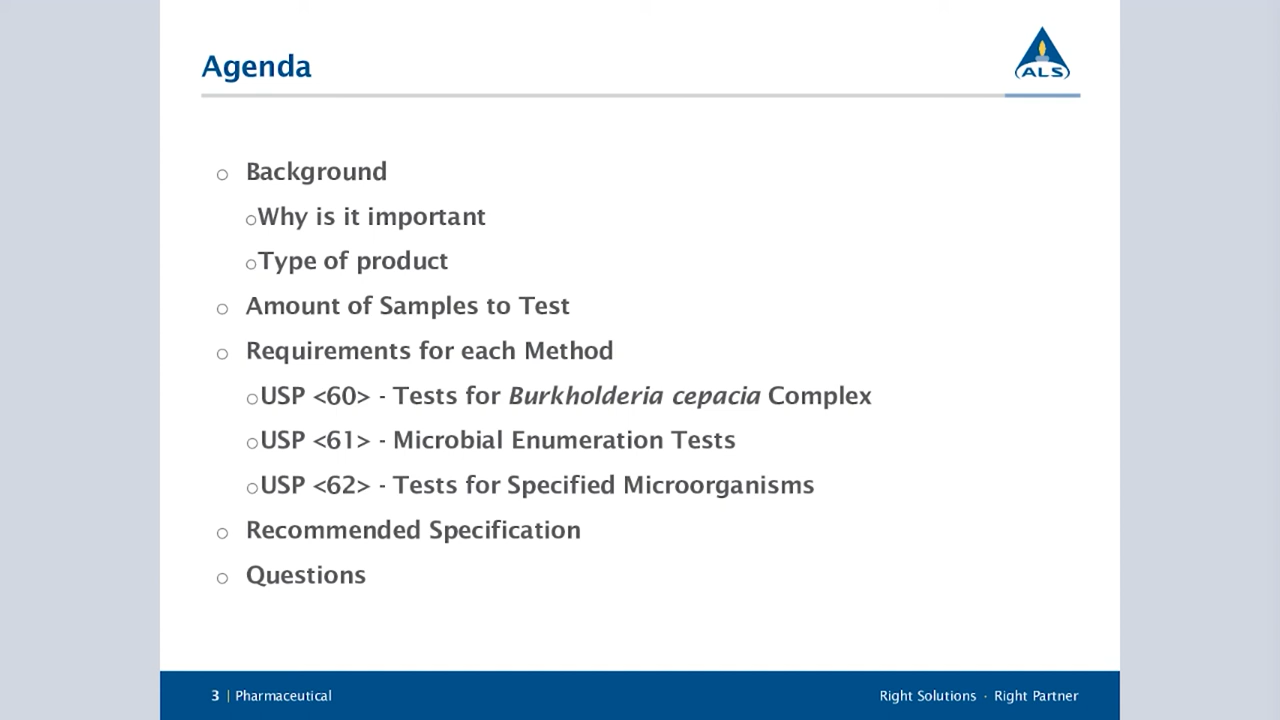 Agenda
ALS
○ Background
○Why is it important
○Type of product
○ Amount of Samples to Test
○ Requirements for each Method
○USP <60> - Tests for Burkholderia cepacia Complex
○USP <61> - Microbial Enumeration Tests
○USP <62> - Tests for Specified Microorganisms
○ Recommended Specification
○ Questions
3 | Pharmaceutical
Right Solutions · Right Partner